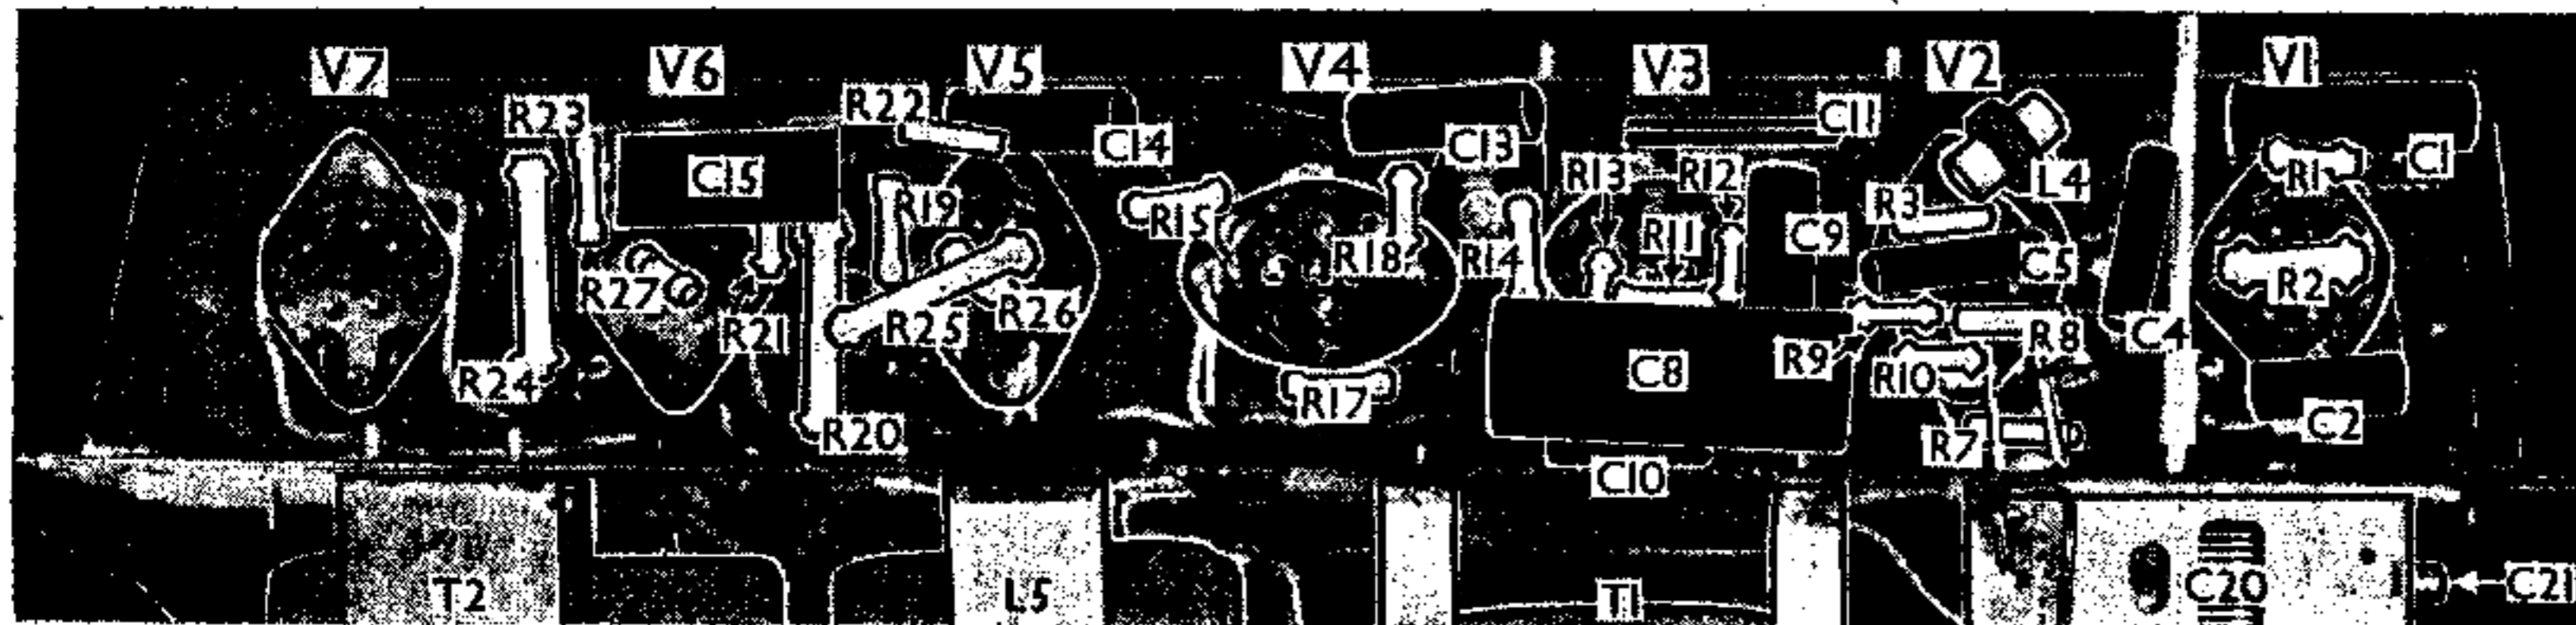 V7 V6 V5 V4 V3 V2 V1
R23 R22 C14 C13 C11 L4 C1
C15 R19 R15 R13 R12 R3 R1
R27 R21 R25 R26 R18 R14 R11 C9 C5 R2
R24 R20 R17 C8 R9 R10 R8 C4 C2
C10 R7
T2 L5 T1 C20 C21